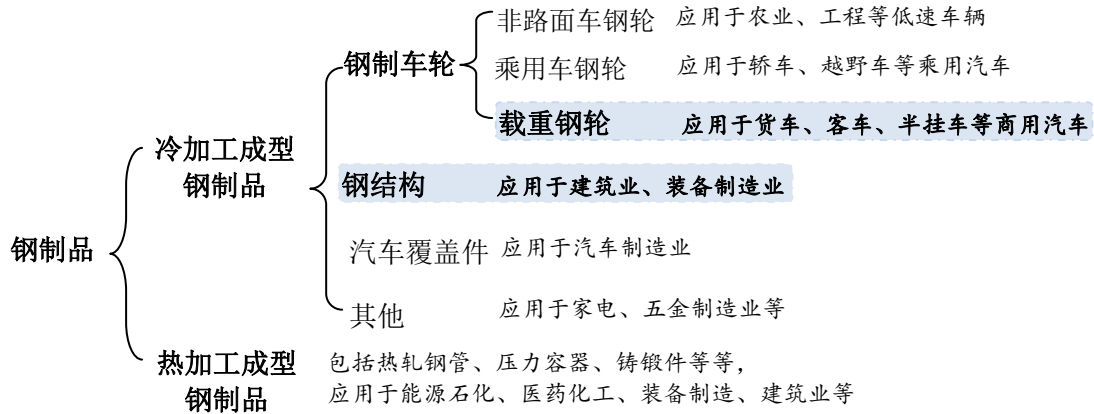 非路面车钢轮 应用于农业、工程等低速车辆
钢制车轮
乘用车钢轮 应用于轿车、越野车等乘用汽车
载重钢轮 应用于货车、客车、半挂车等商用汽车
冷加工成型
钢制品
钢结构 应用于建筑业、装备制造业
钢制品
汽车覆盖件 应用于汽车制造业
其他 应用于家电、五金制造业等
热加工成型
钢制品
包括热轧钢管、压力容器、铸锻件等等，
应用于能源石化、医药化工、装备制造、建筑业等